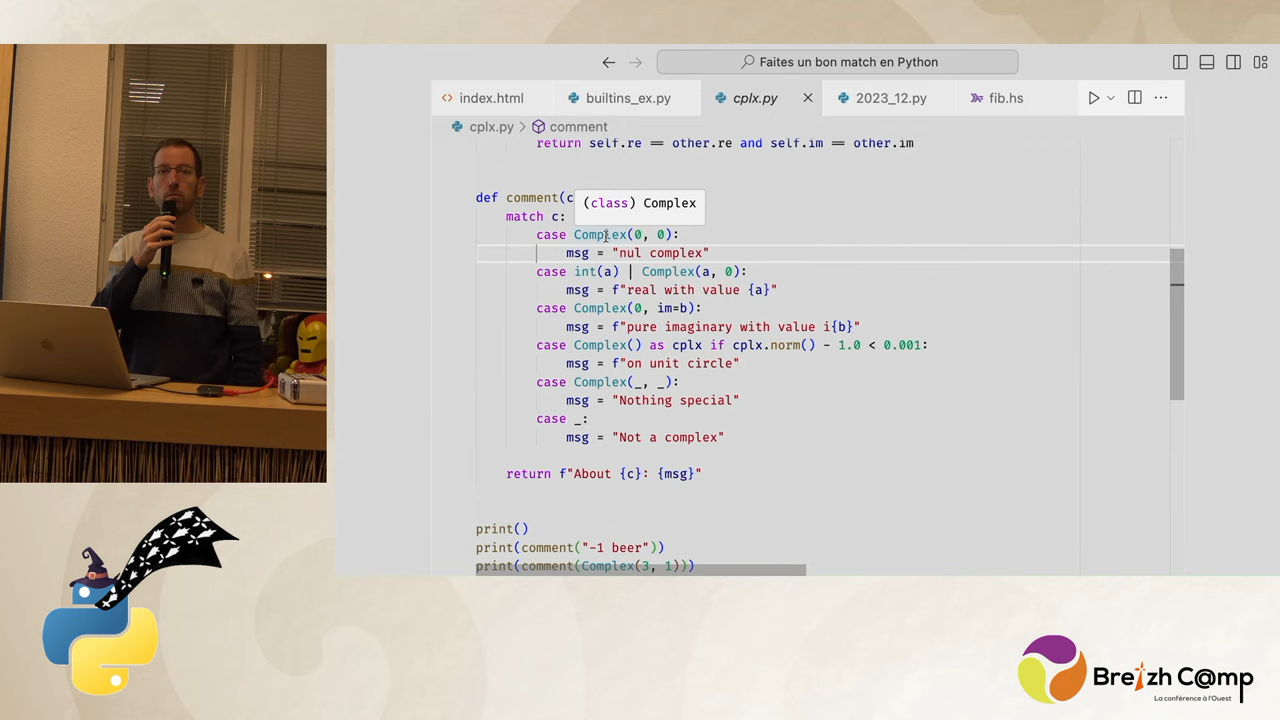 Faites un bon match en Python
index.html
builtins_ex.py
cplx.py
2023_12.py
fib.hs
cplx.py > comment
return self.re == other.re and self.im == other.im
def comment(c
(class) Complex
match c:
case Complex(0, 0):
msg = "nul complex"
case int(a) | Complex(a, 0):
msg = f"real with value {a}"
case Complex(0, im=b):
msg = f"pure imaginary with value i{b}"
case Complex() as cplx if cplx.norm() - 1.0 < 0.001:
msg = f"on unit circle"
case Complex(_, _):
msg = "Nothing special"
case _:
msg = "Not a complex"
return f"About {c}: {msg}"
print()
print(comment("-1 beer"))
print(comment(Complex(3, 1)))
Breizh C@mp
La conférence à l'Ouest